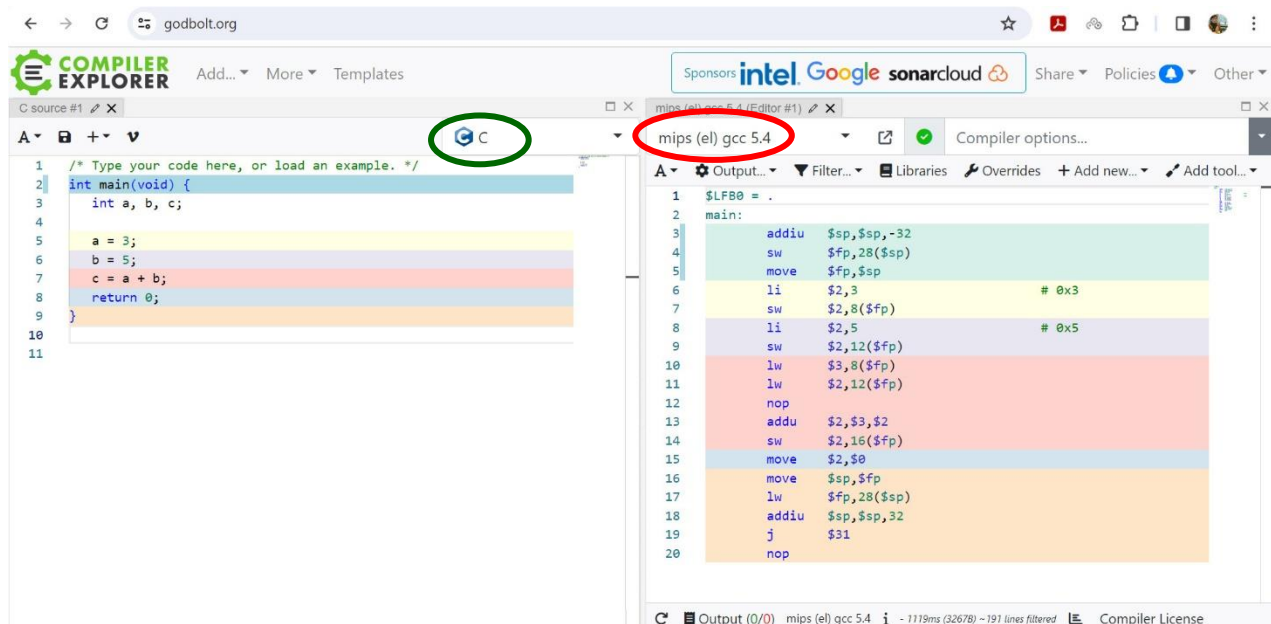 godbolt.org
COMPILER
EXPLORER
Add... More Templates
Sponsors intel. Google sonarcloud
Share Policies Other
C source #1 X
A + v
C
1 /* Type your code here, or load an example. */
2 int main(void) {
3 int a, b, c;
4
5 a = 3;
6 b = 5;
7 c = a + b;
8 return 0;
9 }
10
11
mips (el) gcc 5.4 (Editor #1) X
mips (el) gcc 5.4
Compiler options...
A Output... Filter... Libraries Overrides + Add new... Add tool...
1 $LFB0 = .
2 main:
3 addiu $sp,$sp,-32
4 sw $fp,28($sp)
5 move $fp,$sp
6 li $2,3 # 0x3
7 sw $2,8($fp)
8 li $2,5 # 0x5
9 sw $2,12($fp)
10 lw $3,8($fp)
11 lw $2,12($fp)
12 nop
13 addu $2,$3,$2
14 sw $2,16($fp)
15 move $2,$0
16 move $sp,$fp
17 lw $fp,28($sp)
18 addiu $sp,$sp,32
19 j $31
20 nop
C Output (0/0) mips (el) gcc 5.4 i - 1119ms (3267B) ~191 lines filtered Compiler License